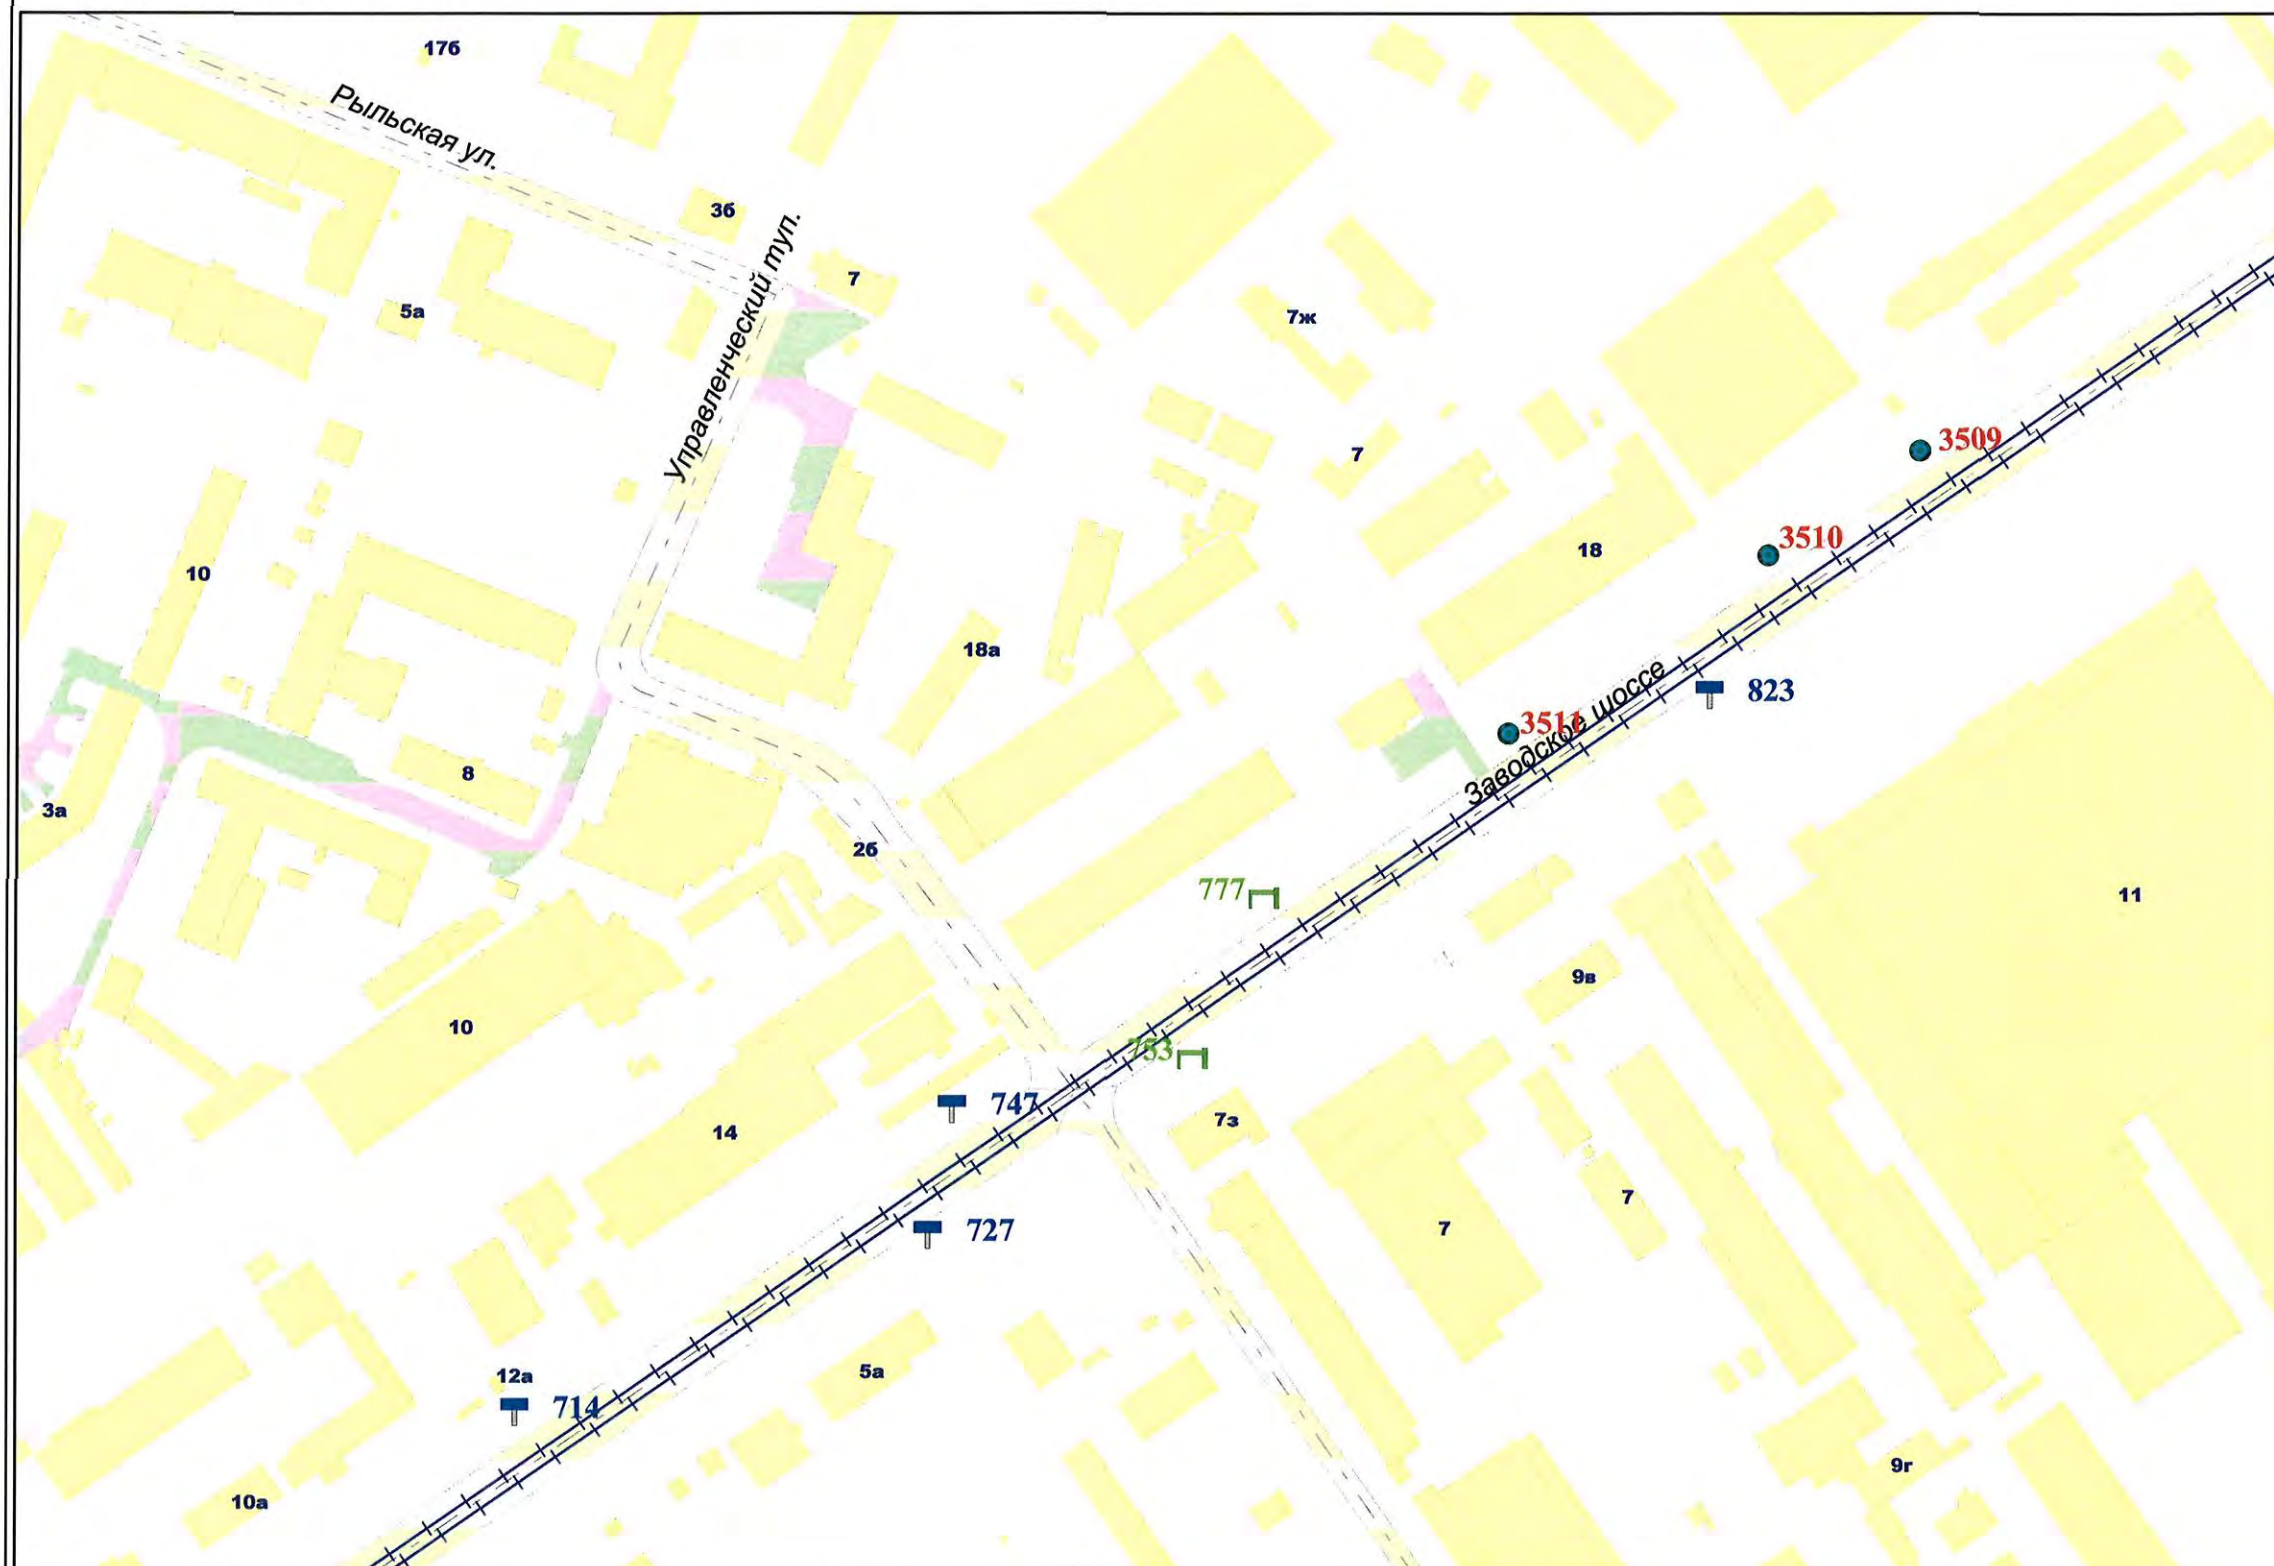 17б
Рыльская ул.
3б
Управленческий туп.
7
5а
7ж
3509
7
3510
18
10
18а
823
3511
Заводское шоссе
8
3а
2б
777
11
9в
10
753
747
7з
14
7
727
7
5а
12а
714
9г
10а